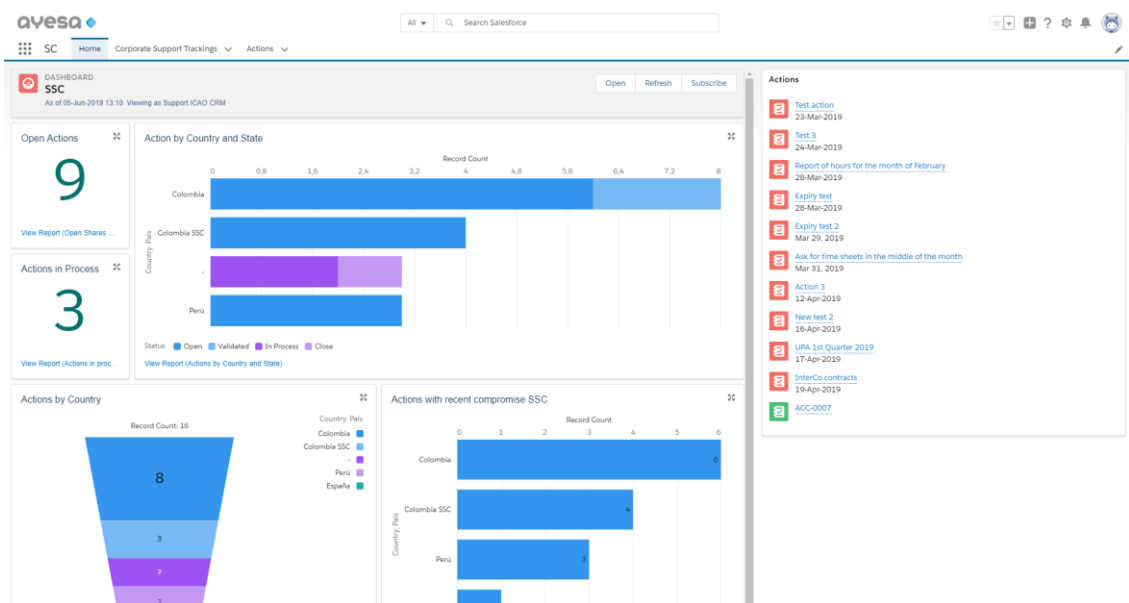 ayesa
All
Search Salesforce
SC
Home
Corporate Support Trackings
Actions
DASHBOARD
SSC
As of 05-Jun-2019 13:10 Viewing as Support ICAO CRM
Open
Refresh
Subscribe
Open Actions
9
View Report (Open Shares ...
Actions in Process
3
View Report (Actions in proc...
Action by Country and State
Record Count
0 0,8 1,6 2,4 3,2 4 4,8 5,6 6,4 7,2 8
Country: País
Colombia
Colombia SSC
-
Perú
Status Open Validated In Process Close
View Report (Actions by Country and State)
Actions by Country
Record Count: 16
8
3
2
2
Country: País
Colombia
Colombia SSC
-
Perú
España
Actions with recent compromise SSC
Record Count
0 1 2 3 4 5 6
Country: País
Colombia
6
Colombia SSC
4
Perú
3
Actions
Test action
23-Mar-2019
Test 3
24-Mar-2019
Report of hours for the month of February
28-Mar-2019
Expiry test
28-Mar-2019
Expiry test 2
Mar 29, 2019
Ask for time sheets in the middle of the month
Mar 31, 2019
Action 3
12-Apr-2019
New test 2
16-Apr-2019
UPA 1st Quarter 2019
17-Apr-2019
InterCo contracts
19-Apr-2019
ACC-0007